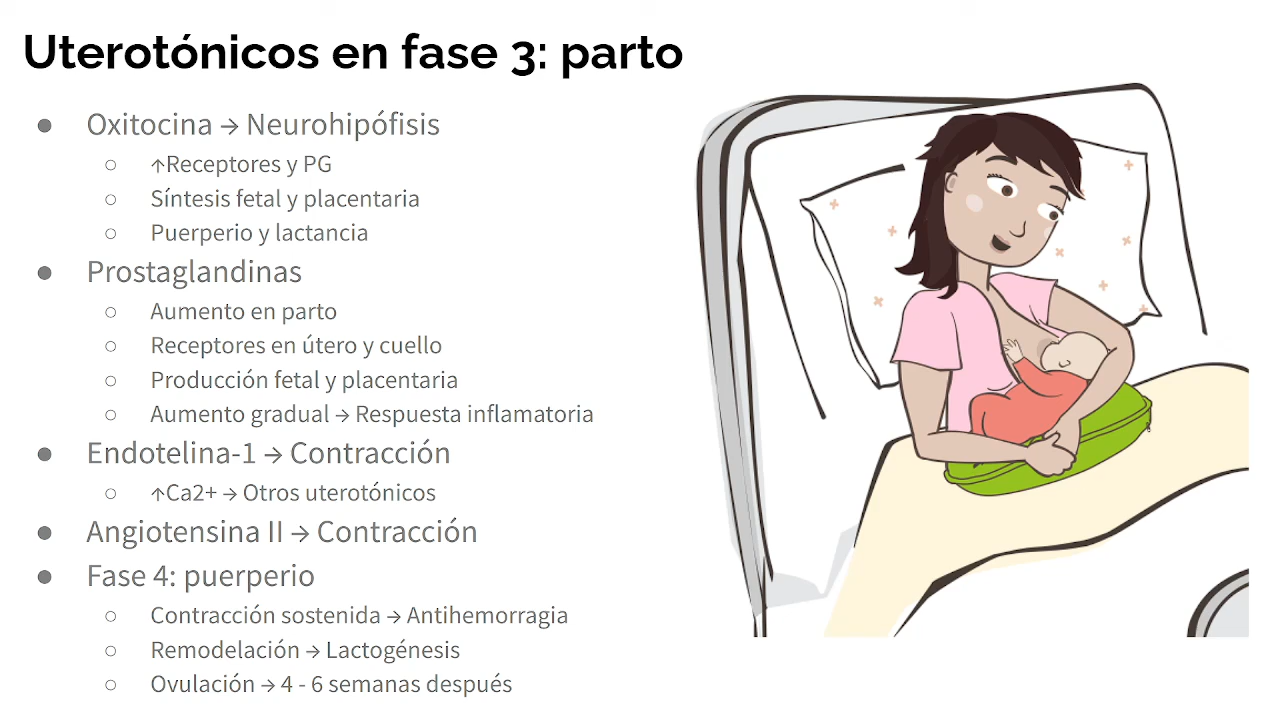 Uterotónicos en fase 3: parto
● Oxitocina → Neurohipófisis
○ ↑Receptores y PG
○ Síntesis fetal y placentaria
○ Puerperio y lactancia
● Prostaglandinas
○ Aumento en parto
○ Receptores en útero y cuello
○ Producción fetal y placentaria
○ Aumento gradual → Respuesta inflamatoria
● Endotelina-1 → Contracción
○ ↑Ca2+ → Otros uterotónicos
● Angiotensina II → Contracción
● Fase 4: puerperio
○ Contracción sostenida → Antihemorragia
○ Remodelación → Lactogénesis
○ Ovulación → 4 - 6 semanas después